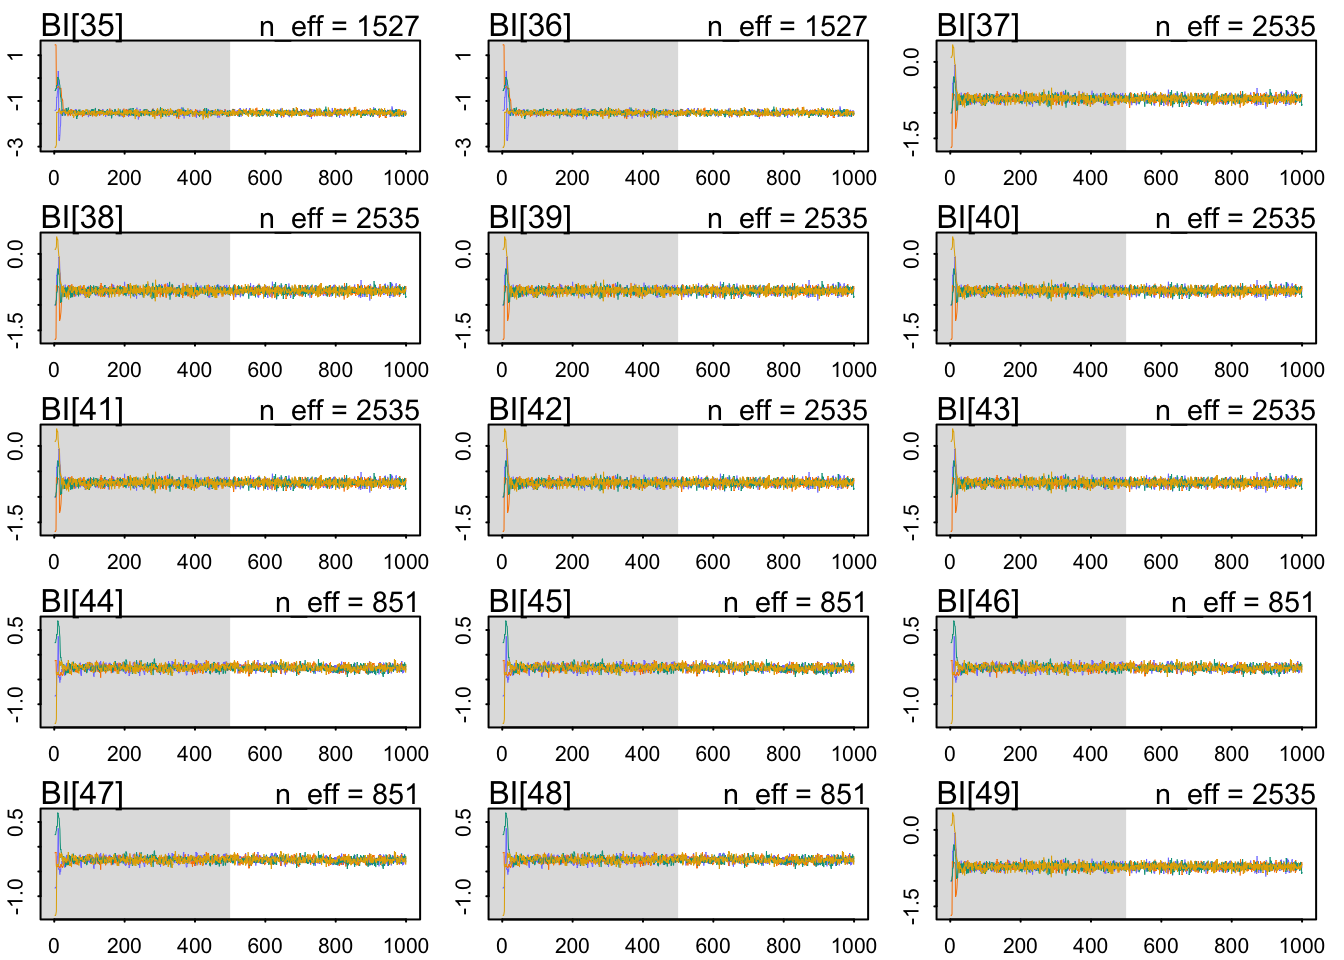 BI[35] n_eff = 1527 BI[36] n_eff = 1527 BI[37] n_eff = 2535
-3 -1 1 -3 -1 1 -1.5 0.0
0 200 400 600 800 1000 0 200 400 600 800 1000 0 200 400 600 800 1000
BI[38] n_eff = 2535 BI[39] n_eff = 2535 BI[40] n_eff = 2535
-1.5 0.0 -1.5 0.0 -1.5 0.0
0 200 400 600 800 1000 0 200 400 600 800 1000 0 200 400 600 800 1000
BI[41] n_eff = 2535 BI[42] n_eff = 2535 BI[43] n_eff = 2535
-1.5 0.0 -1.5 0.0 -1.5 0.0
0 200 400 600 800 1000 0 200 400 600 800 1000 0 200 400 600 800 1000
BI[44] n_eff = 851 BI[45] n_eff = 851 BI[46] n_eff = 851
-1.0 0.5 -1.0 0.5 -1.0 0.5
0 200 400 600 800 1000 0 200 400 600 800 1000 0 200 400 600 800 1000
BI[47] n_eff = 851 BI[48] n_eff = 851 BI[49] n_eff = 2535
-1.0 0.5 -1.0 0.5 -1.5 0.0
0 200 400 600 800 1000 0 200 400 600 800 1000 0 200 400 600 800 1000